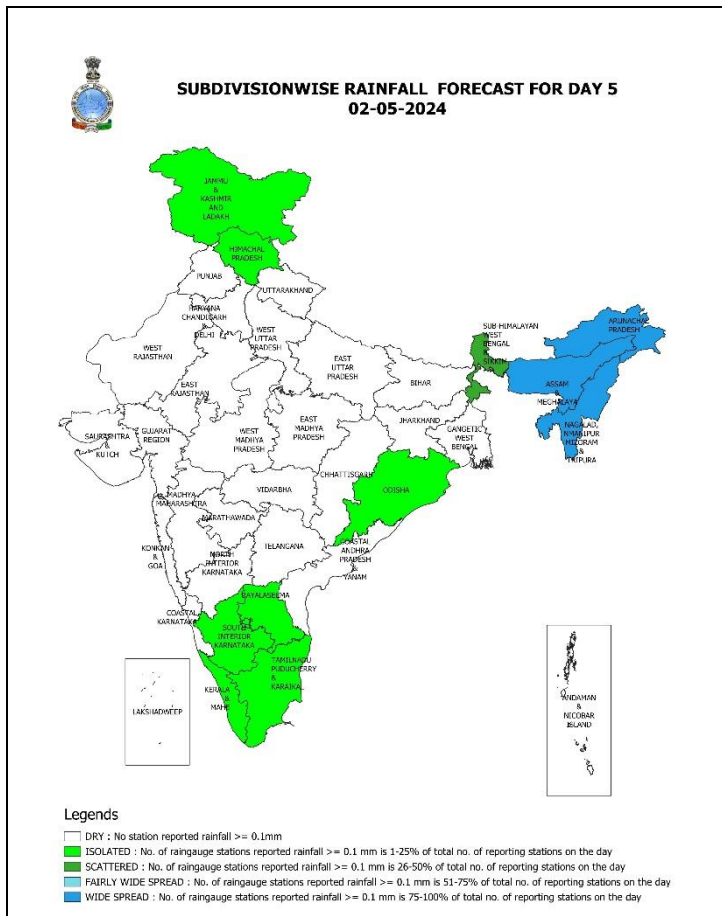 SUBDIVISIONWISE RAINFALL FORECAST FOR DAY 5
02-05-2024
JAMMU
&
KASHMIR
AND
LADAKH
HIMACHAL
PRADESH
PUNJAB
UTTARAKHAND
HARYANA
CHANDIGARH
&
DELHI
WEST
UTTAR
PRADESH
WEST
RAJASTHAN
EAST
UTTAR
PRADESH
SUB-HIMALAYAN
WEST
BENGAL
&
SIKKIM
ARUNACHAL
PRADESH
EAST
RAJASTHAN
BIHAR
ASSAM
&
MEGHALAYA
SAURASHTRA
&
KUTCH
GUJARAT
REGION
WEST
MADHYA
PRADESH
EAST
MADHYA
PRADESH
JHARKHAND
GANGETIC
WEST
BENGAL
NAGALAD,
NMANIPUR
MIZORAM
&
TRIPURA
CHHATTISGARH
ODISHA
VIDARBHA
MADHYA
MAHARASHTRA
MARATHAWADA
KONKAN
&
GOA
NORTH
INTERIOR
KARNATAKA
TELANGANA
COASTAL
ANDHRA
PRADESH
&
YANAM
RAYALASEEMA
COASTAL
KARNATAKA
SOUTH
INTERIOR
KARNATAKA
TAMILNADU
PUDUCHERRY
&
KARAIKAL
KERALA
&
MAHE
LAKSHADWEEP
ANDAMAN
&
NICOBAR
ISLAND
Legends
DRY : No station reported rainfall >= 0.1mm
ISOLATED : No. of raingauge stations reported rainfall >= 0.1 mm is 1-25% of total no. of reporting stations on the day
SCATTERED : No. of raingauge stations reported rainfall >= 0.1 mm is 26-50% of total no. of reporting stations on the day
FAIRLY WIDE SPREAD : No. of raingauge stations reported rainfall >= 0.1 mm is 51-75% of total no. of reporting stations on the day
WIDE SPREAD : No. of raingauge stations reported rainfall >= 0.1 mm is 75-100% of total no. of reporting stations on the day